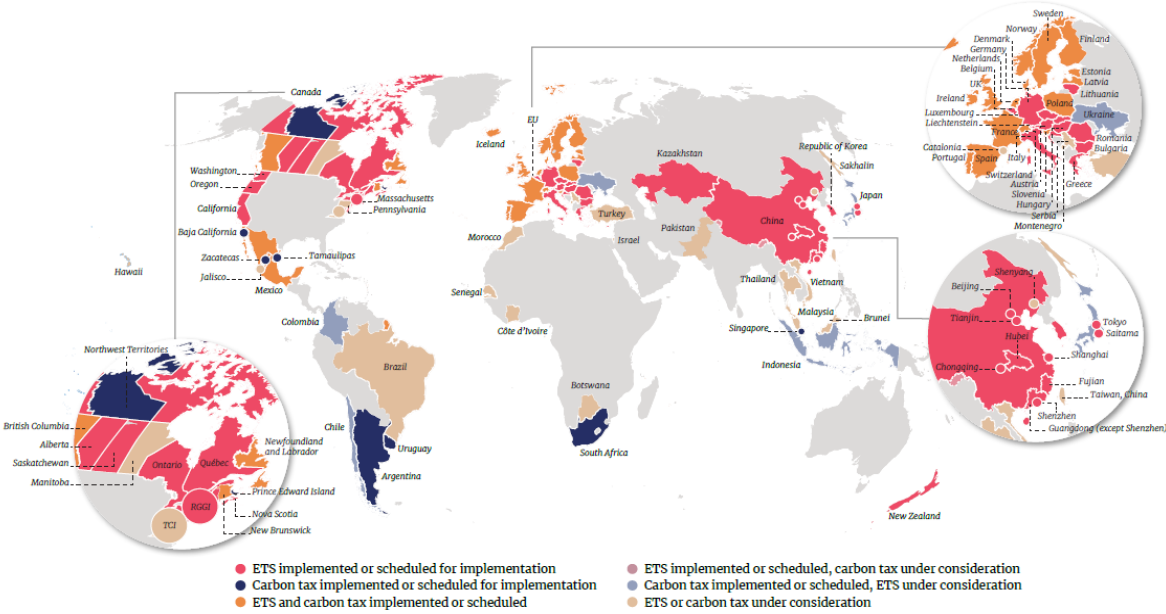 Sweden
Norway
Denmark
Germany
Netherlands
Belgium
Finland
UK
Ireland
Estonia
Latvia
Lithuania
Poland
Ukraine
Luxembourg
Liechtenstein
France
Romania
Bulgaria
Catalonia
Portugal
Spain
Italy
Switzerland
Austria
Slovenia
Hungary
Serbia
Montenegro
Greece
Canada
Washington
Oregon
California
Massachusetts
Pennsylvania
Baja California
Zacatecas
Tamaulipas
Jalisco
Mexico
Hawaii
Iceland
EU
Kazakhstan
Republic of Korea
Sakhalin
Japan
China
Turkey
Pakistan
Israel
Morocco
Senegal
Côte d'Ivoire
Thailand
Vietnam
Malaysia
Brunei
Singapore
Indonesia
Colombia
Brazil
Botswana
South Africa
Chile
Uruguay
Argentina
New Zealand
Northwest Territories
British Columbia
Alberta
Saskatchewan
Manitoba
Ontario
Québec
Newfoundland
and Labrador
Prince Edward Island
Nova Scotia
New Brunswick
RGGI
TCI
Shenyang
Beijing
Tianjin
Hubei
Chongqing
Tokyo
Saitama
Shanghai
Fujian
Taiwan, China
Shenzhen
Guangdong (except Shenzhen)
ETS implemented or scheduled for implementation
Carbon tax implemented or scheduled for implementation
ETS and carbon tax implemented or scheduled
ETS implemented or scheduled, carbon tax under consideration
Carbon tax implemented or scheduled, ETS under consideration
ETS or carbon tax under consideration